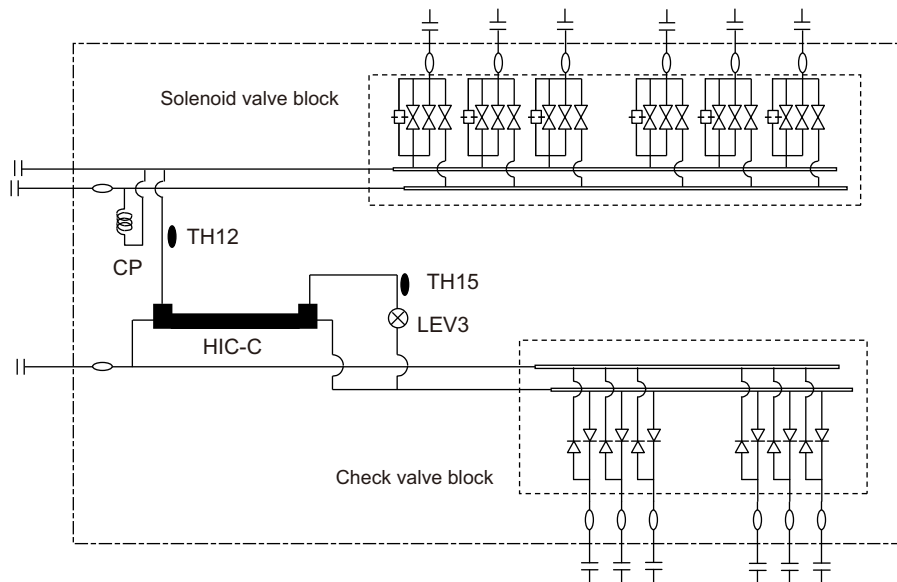 Solenoid valve block
TH12
CP
TH15
LEV3
HIC-C
Check valve block